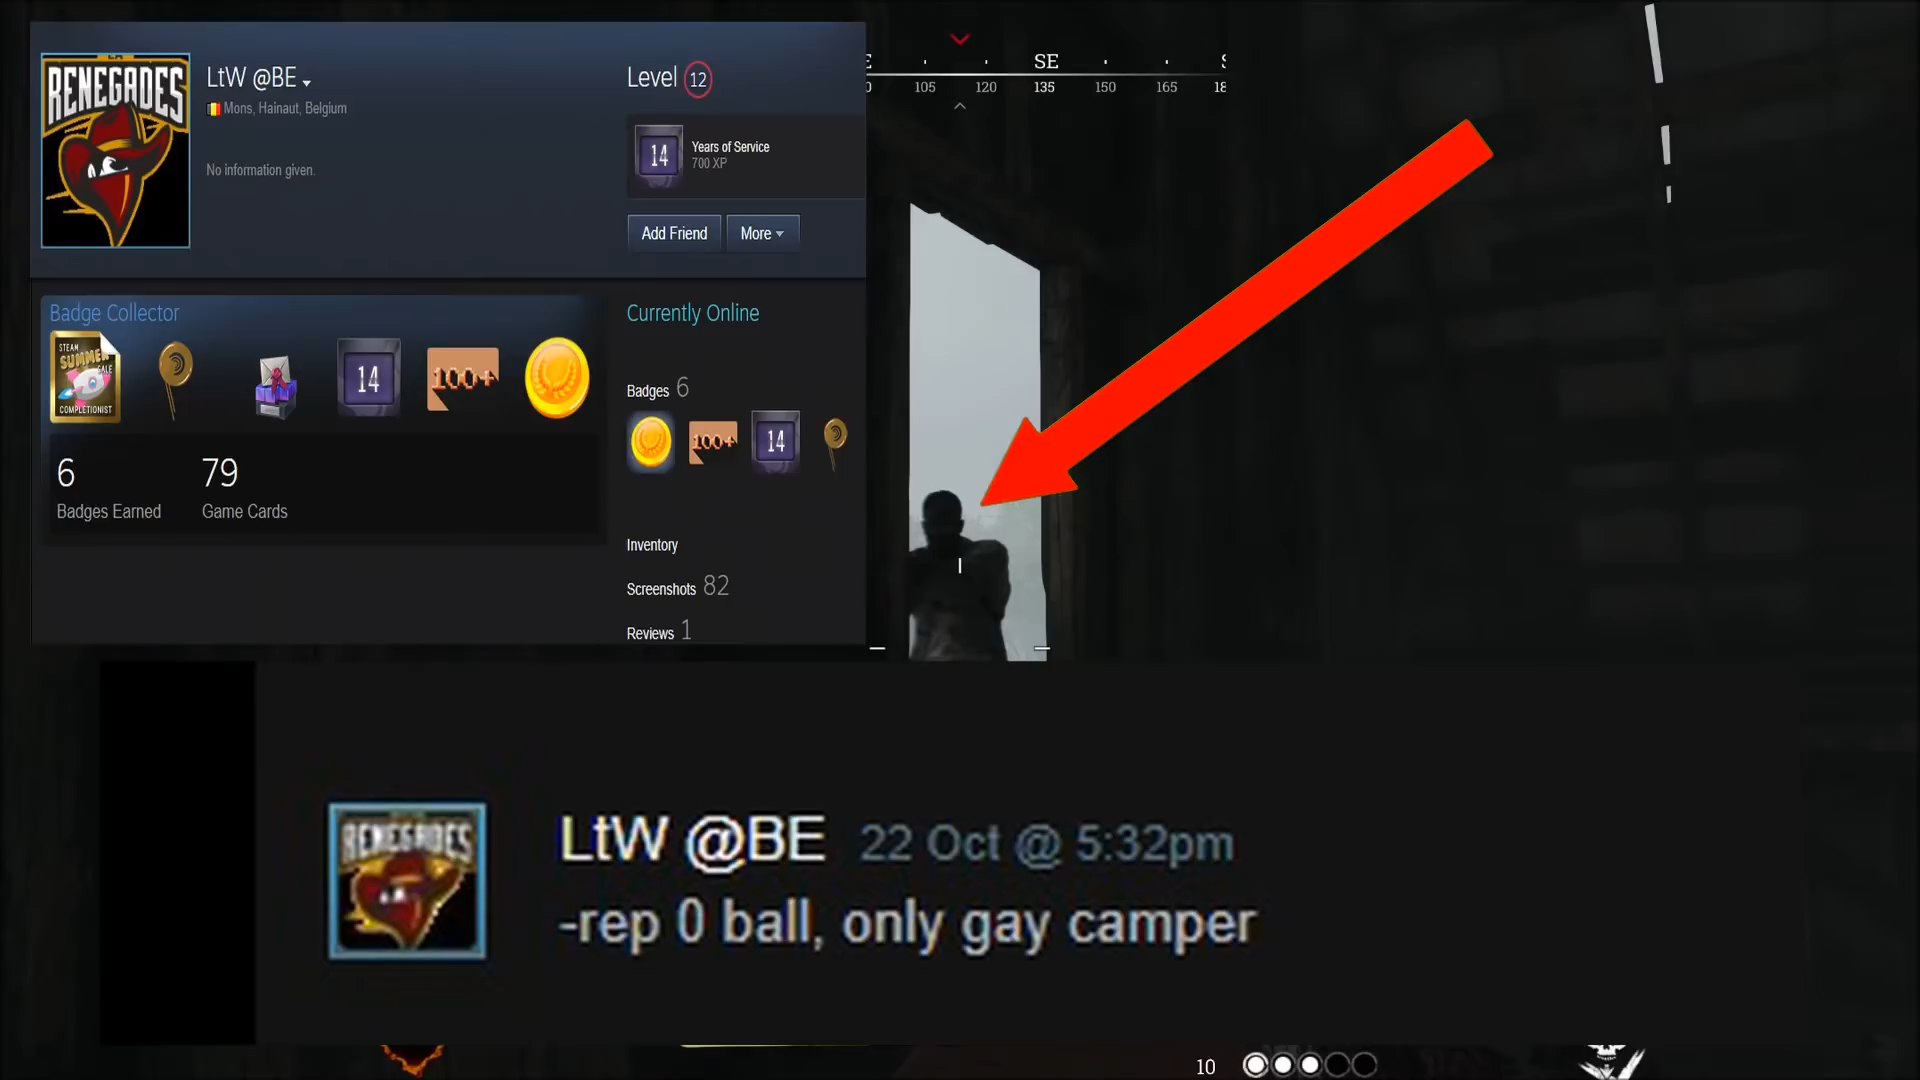 RENEGADES
LtW @BE
Mons, Hainaut, Belgium
No information given.
Level 12
14
Years of Service
700 XP
Add Friend
More
Badge Collector
STEAM
SUMMER
SALE
COMPLETIONIST
14
100+
6
Badges Earned
79
Game Cards
Currently Online
Badges 6
100+
14
Inventory
Screenshots 82
Reviews 1
SE
105 120 135 150 165
RENEGADES
LtW @BE 22 Oct @ 5:32pm
-rep 0 ball, only gay camper
10